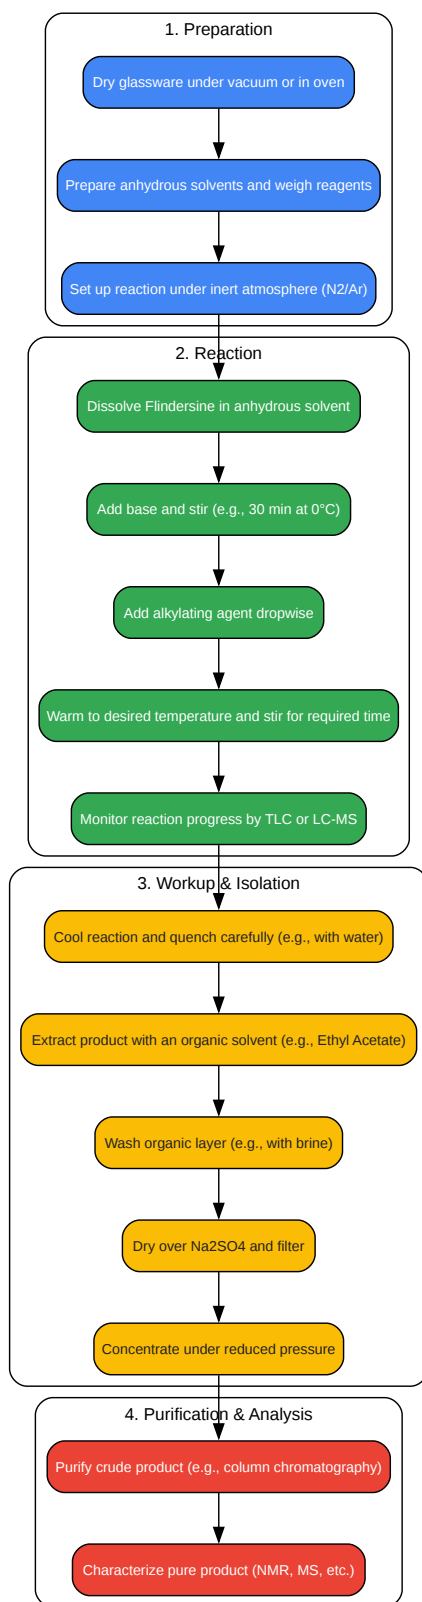 1. Preparation
Dry glassware under vacuum or in oven
Prepare anhydrous solvents and weigh reagents
Set up reaction under inert atmosphere (N2/Ar)
2. Reaction
Dissolve Flindersine in anhydrous solvent
Add base and stir (e.g., 30 min at 0°C)
Add alkylating agent dropwise
Warm to desired temperature and stir for required time
Monitor reaction progress by TLC or LC-MS
3. Workup & Isolation
Cool reaction and quench carefully (e.g., with water)
Extract product with an organic solvent (e.g., Ethyl Acetate)
Wash organic layer (e.g., with brine)
Dry over Na2SO4 and filter
Concentrate under reduced pressure
4. Purification & Analysis
Purify crude product (e.g., column chromatography)
Characterize pure product (NMR, MS, etc.)